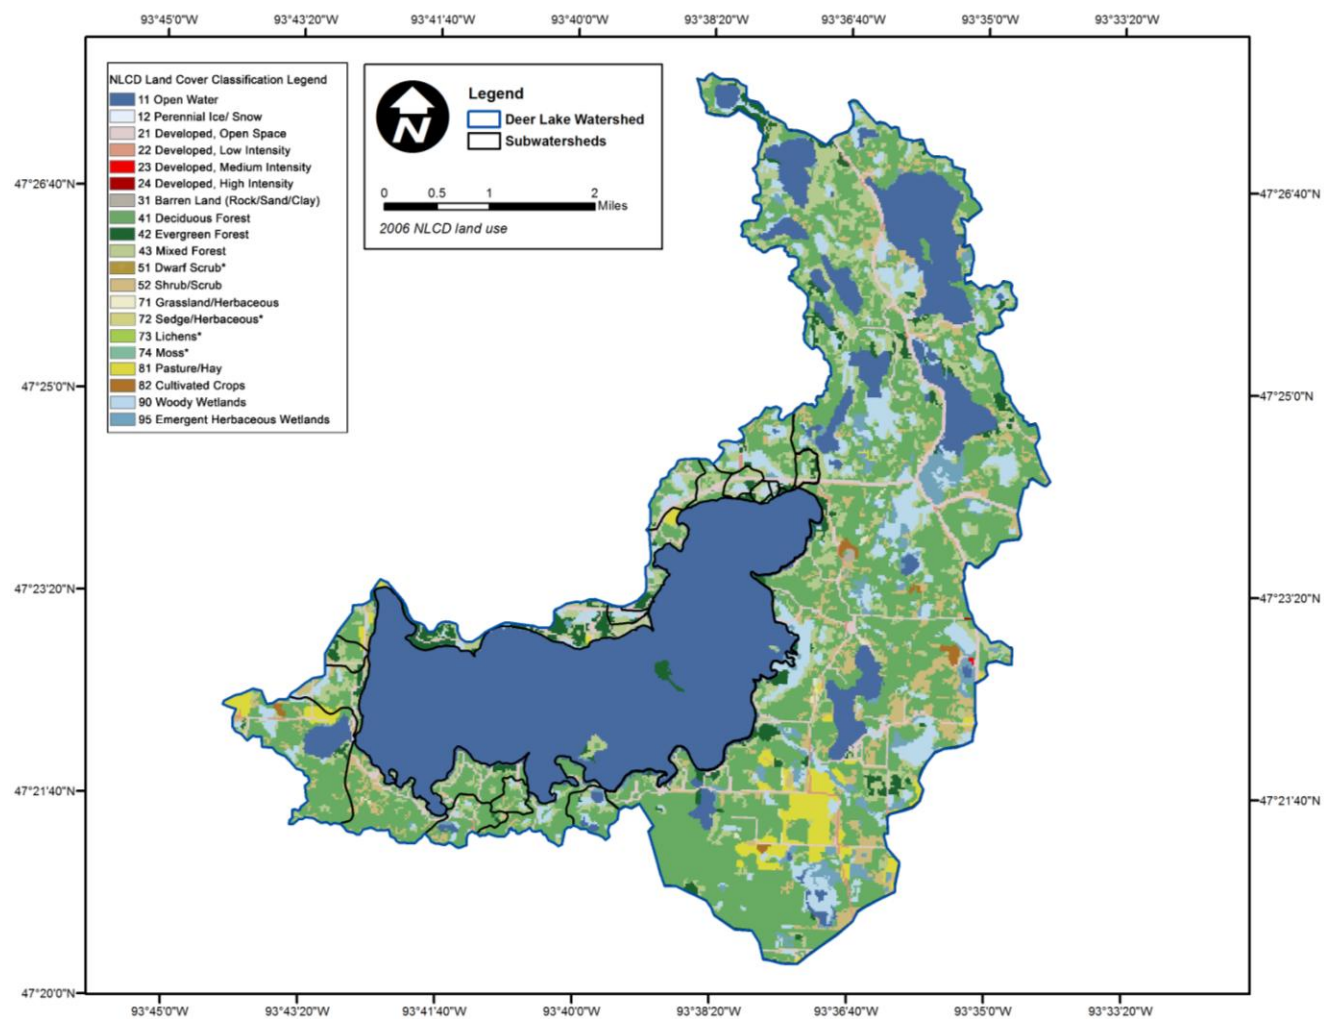 93°45'0"W 93°43'20"W 93°41'40"W 93°40'0"W 93°38'20"W 93°36'40"W 93°35'0"W 93°33'20"W
NLCD Land Cover Classification Legend
11 Open Water
12 Perennial Ice/ Snow
21 Developed, Open Space
22 Developed, Low Intensity
23 Developed, Medium Intensity
24 Developed, High Intensity
31 Barren Land (Rock/Sand/Clay)
41 Deciduous Forest
42 Evergreen Forest
43 Mixed Forest
51 Dwarf Scrub*
52 Shrub/Scrub
71 Grassland/Herbaceous
72 Sedge/Herbaceous*
73 Lichens*
74 Moss*
81 Pasture/Hay
82 Cultivated Crops
90 Woody Wetlands
95 Emergent Herbaceous Wetlands
N
Legend
Deer Lake Watershed
Subwatersheds
0 0.5 1 2
Miles
2006 NLCD land use
47°26'40"N
47°25'0"N
47°23'20"N
47°21'40"N
47°20'0"N
47°26'40"N
47°25'0"N
47°23'20"N
47°21'40"N
93°45'0"W 93°43'20"W 93°41'40"W 93°40'0"W 93°38'20"W 93°36'40"W 93°35'0"W 93°33'20"W